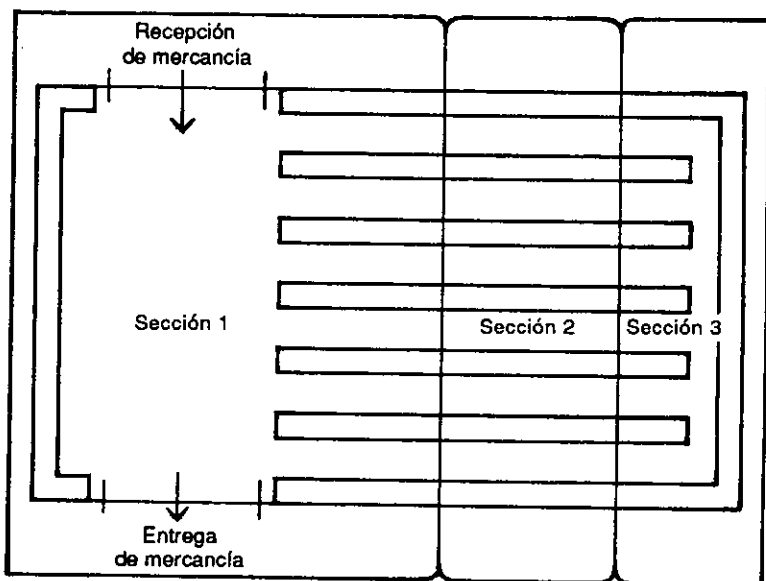 Recepción
de mercancía
Sección 1
Sección 2
Sección 3
Entrega
de mercancía